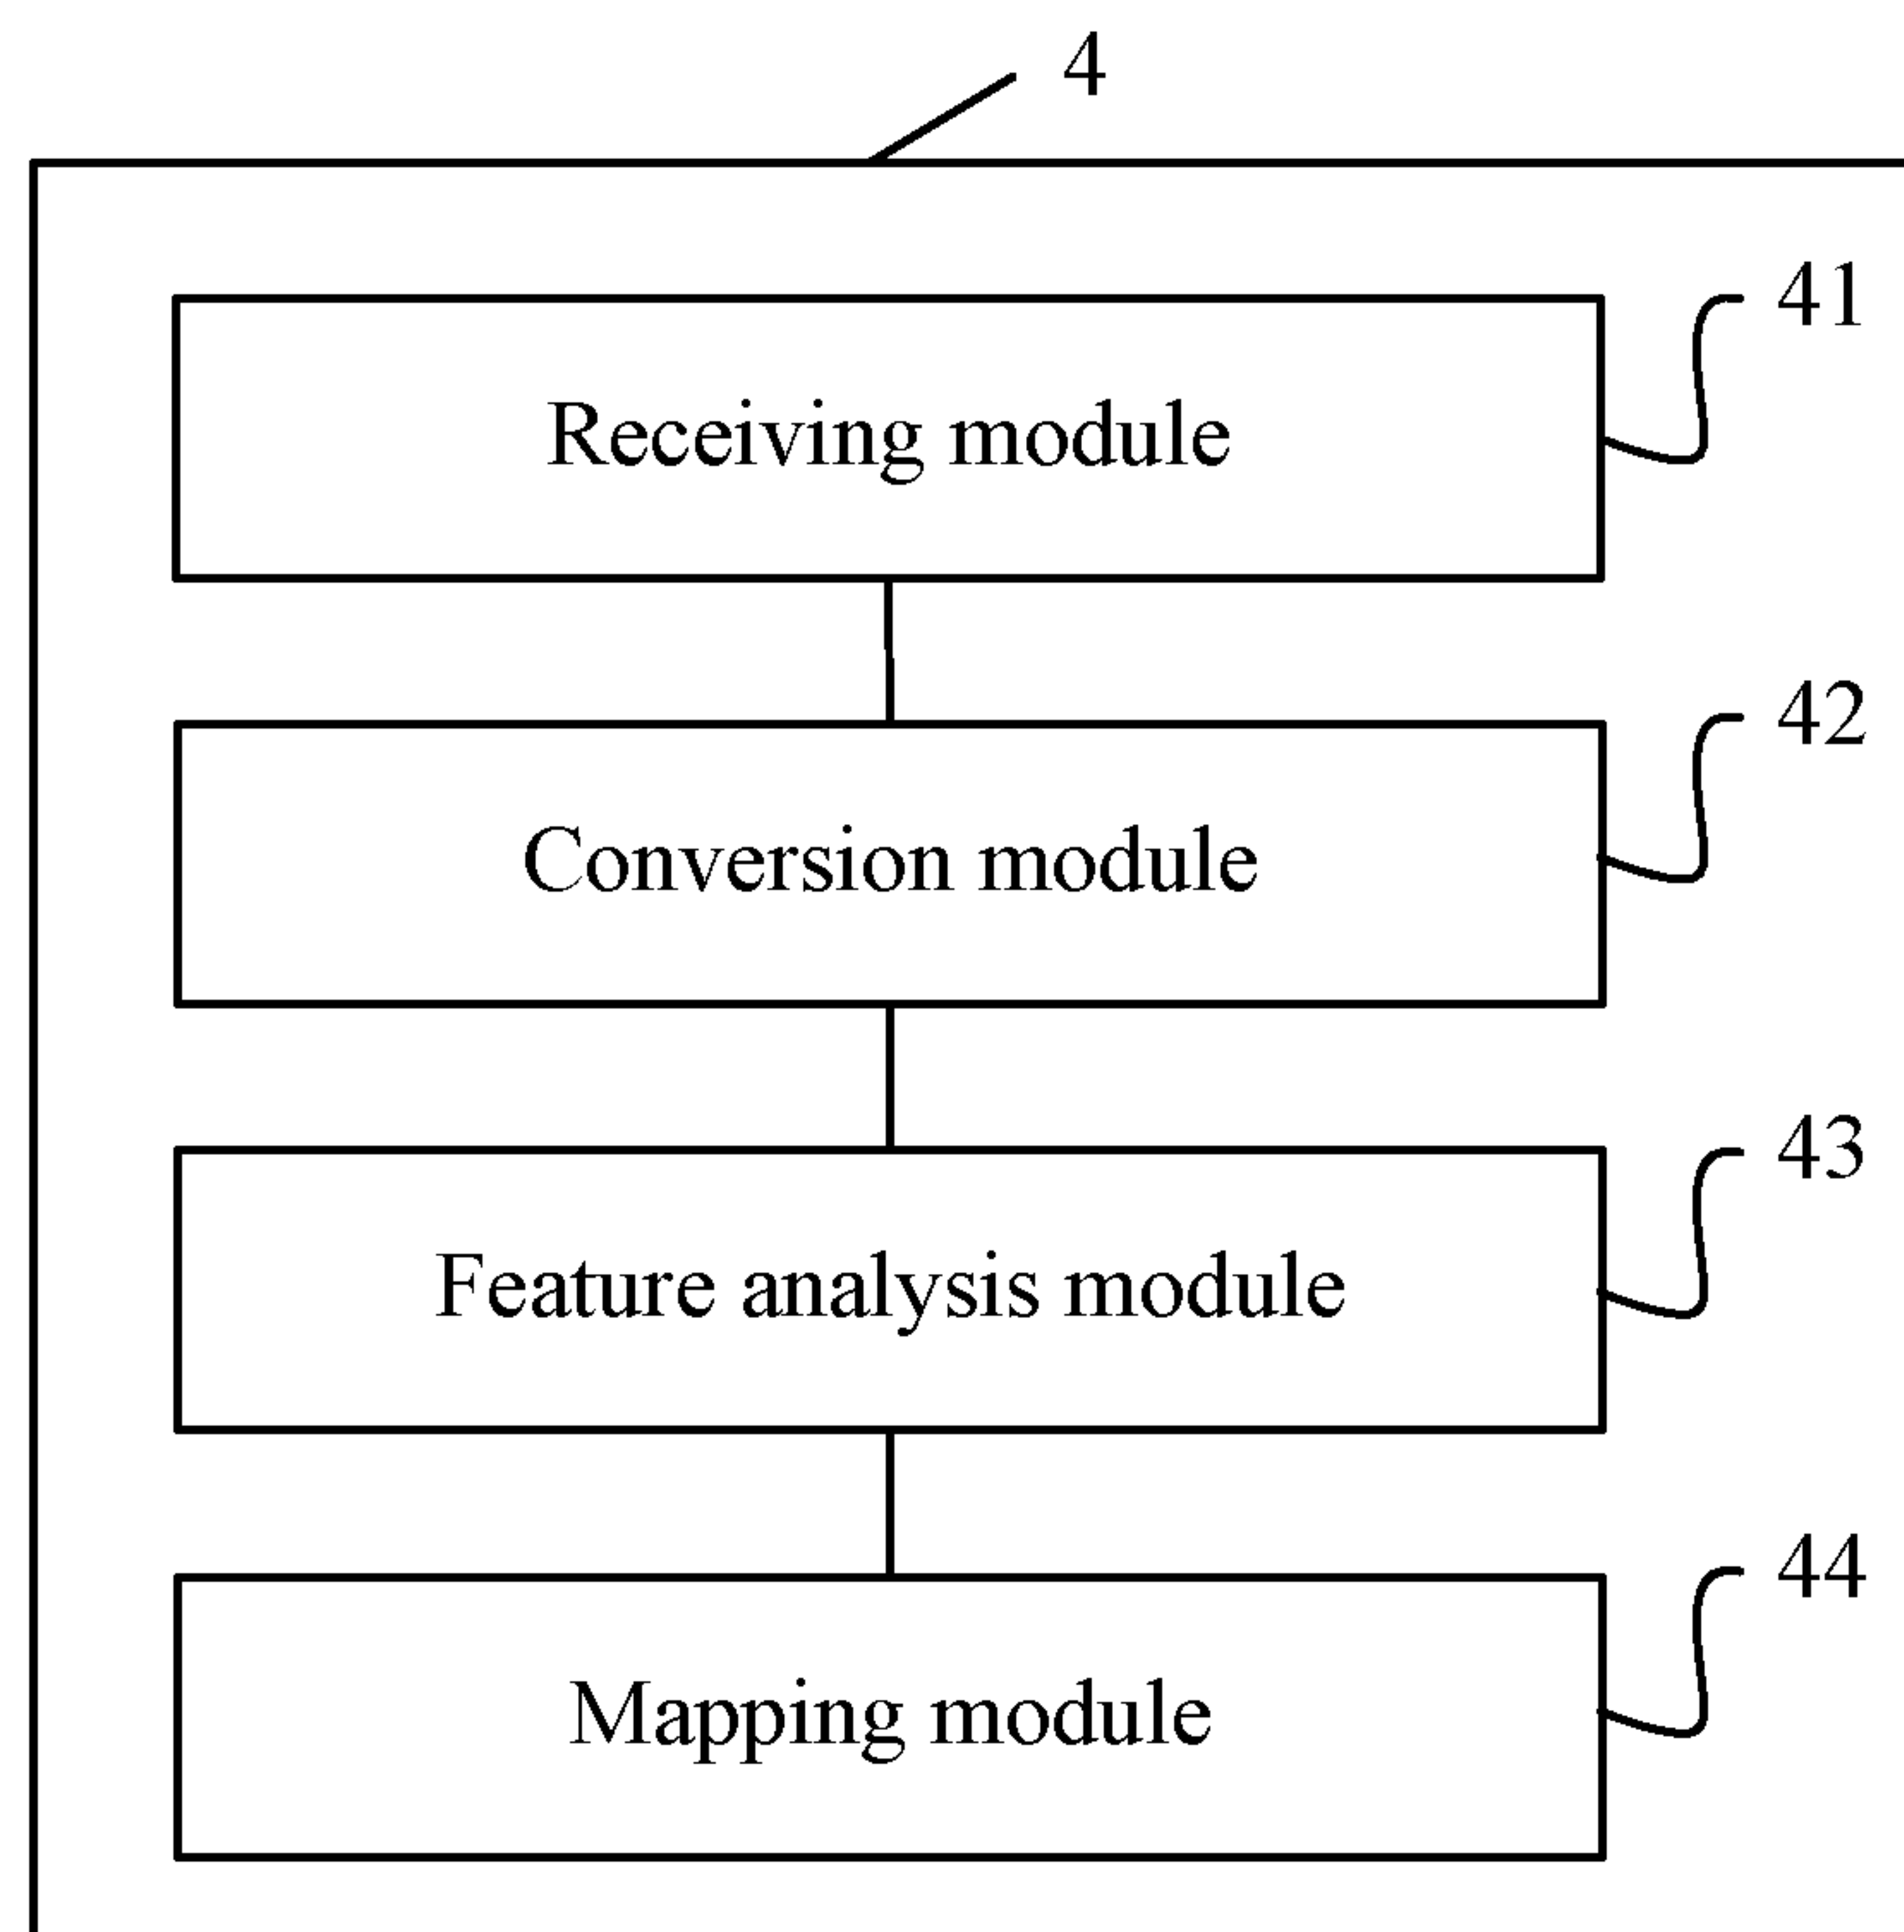 4
41
Receiving module
42
Conversion module
43
Feature analysis module
44
Mapping module